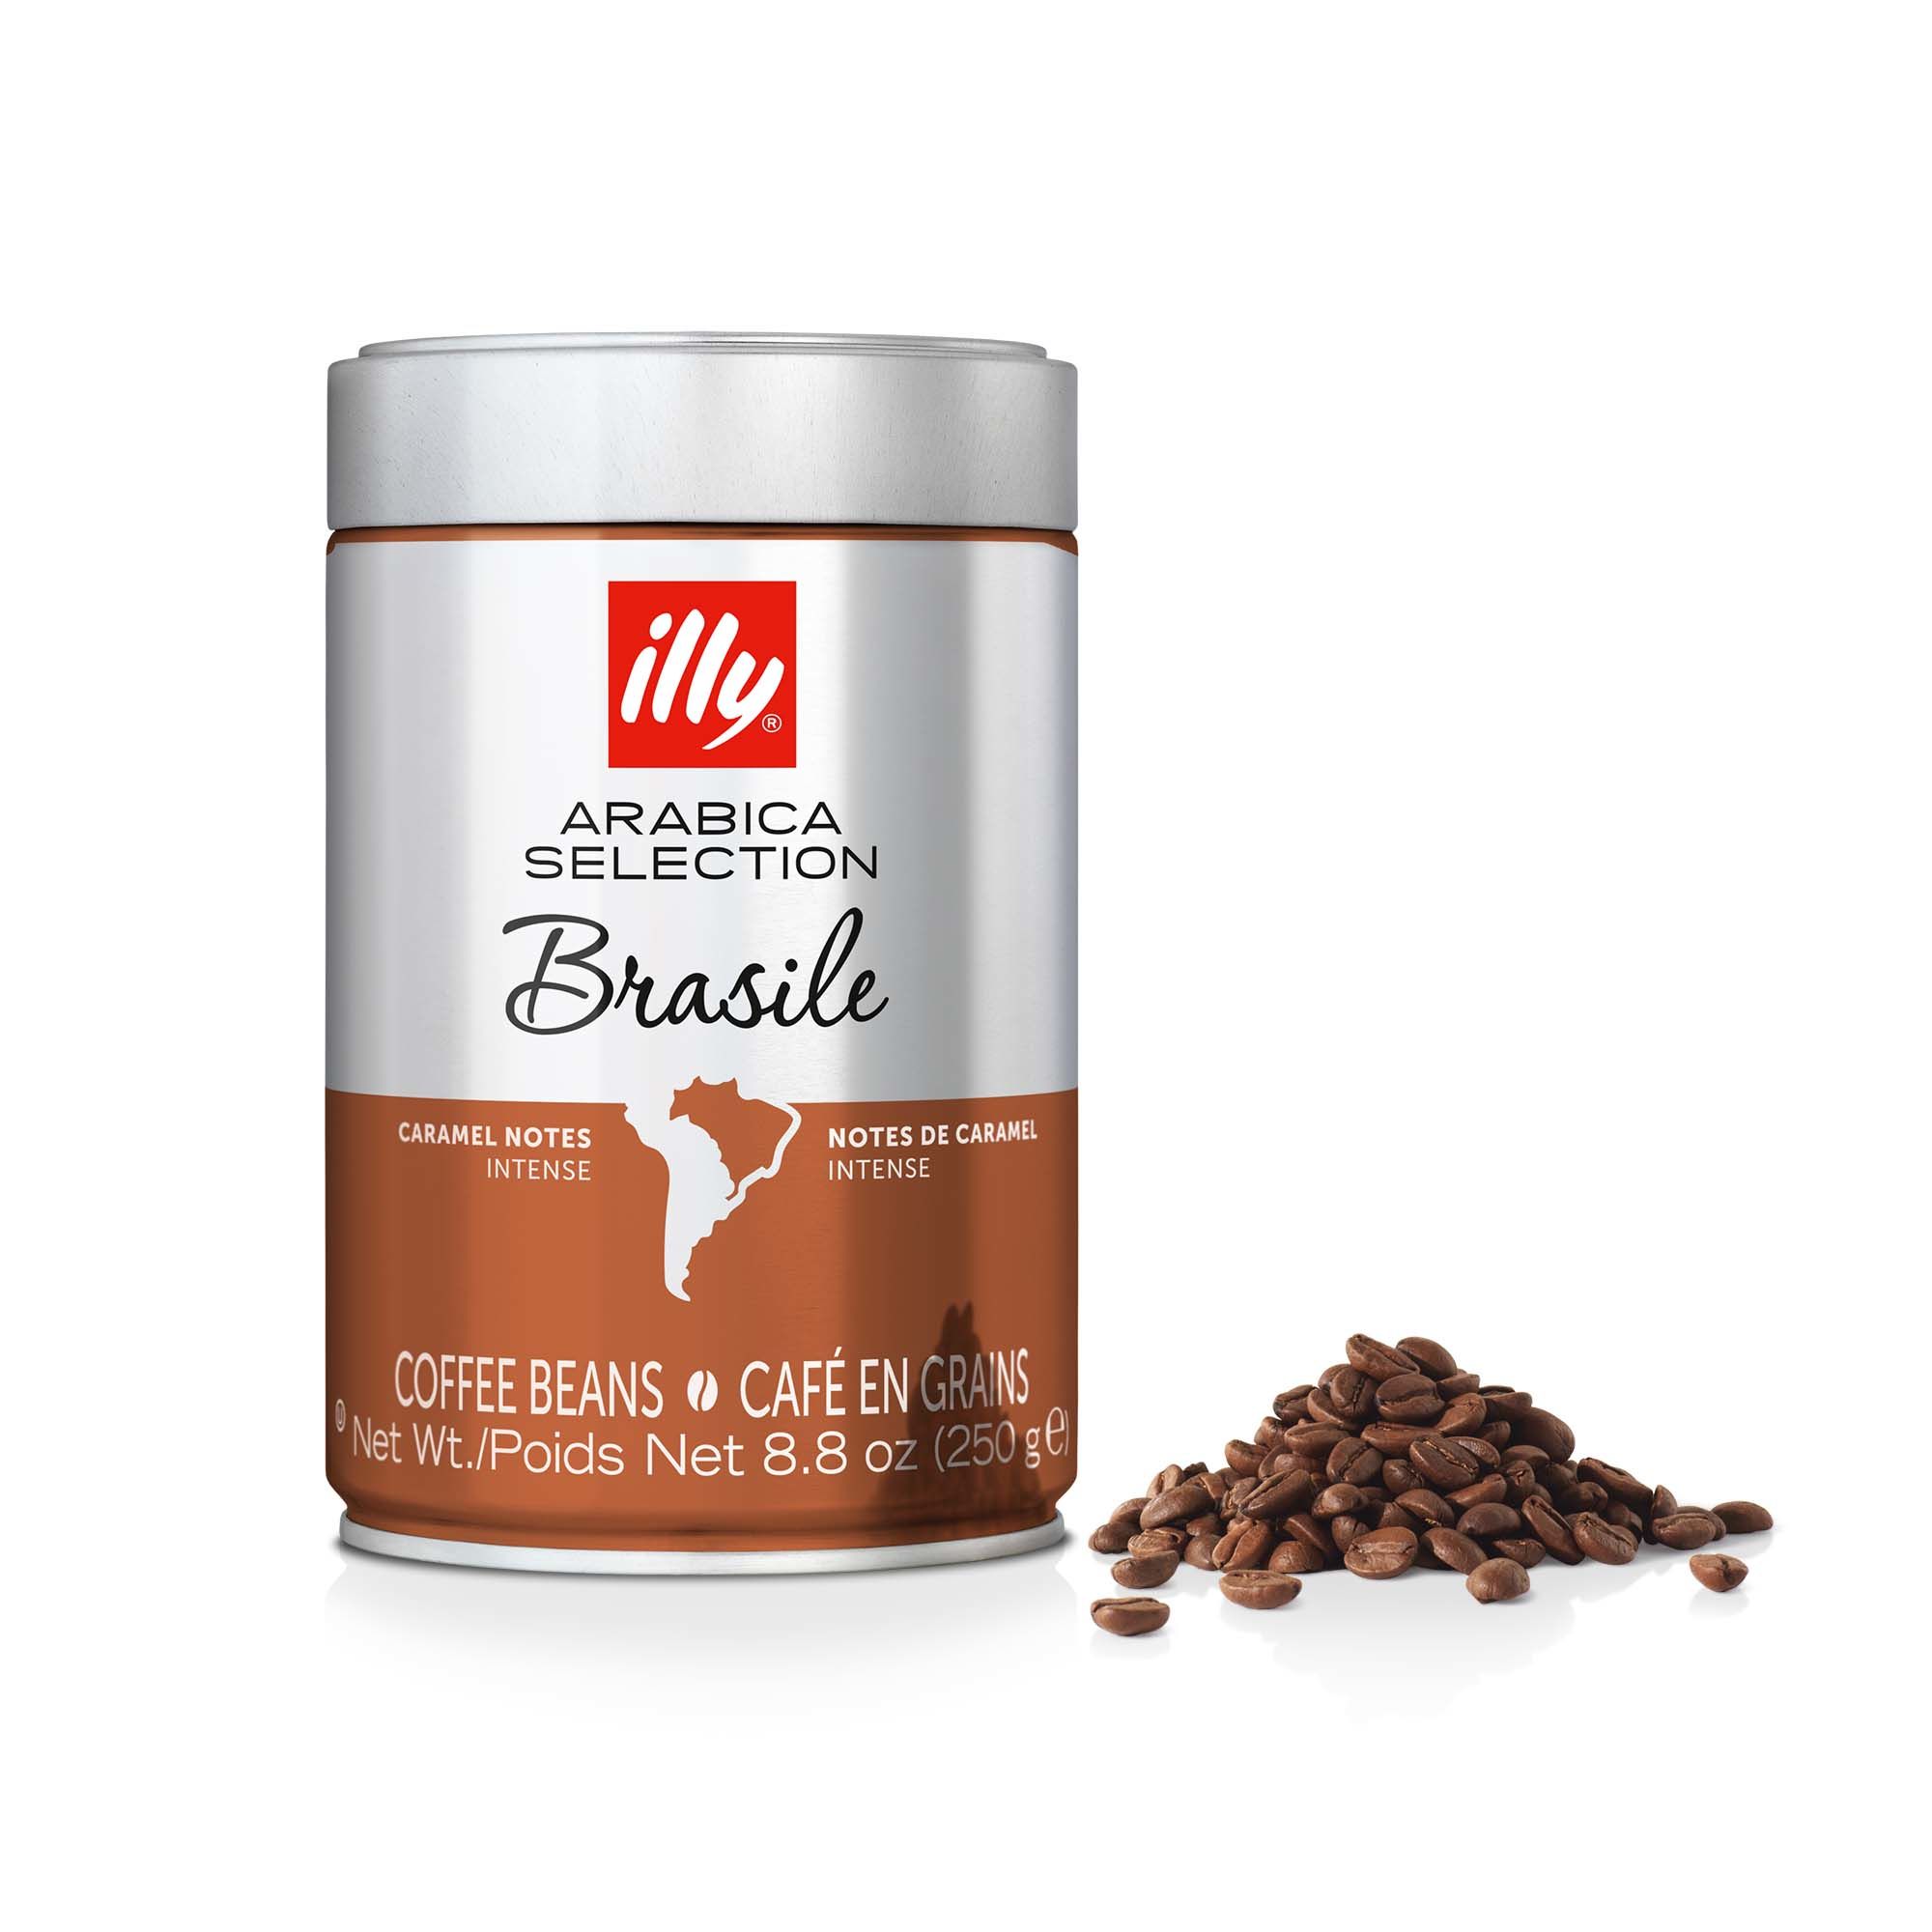 illy®
ARABICA
SELECTION
Brasile
CARAMEL NOTES
INTENSE
NOTES DE CARAMEL
INTENSE
COFFEE BEANS CAFÉ EN GRAINS
Ⓤ Net Wt./Poids Net 8.8 oz (250 g℮)